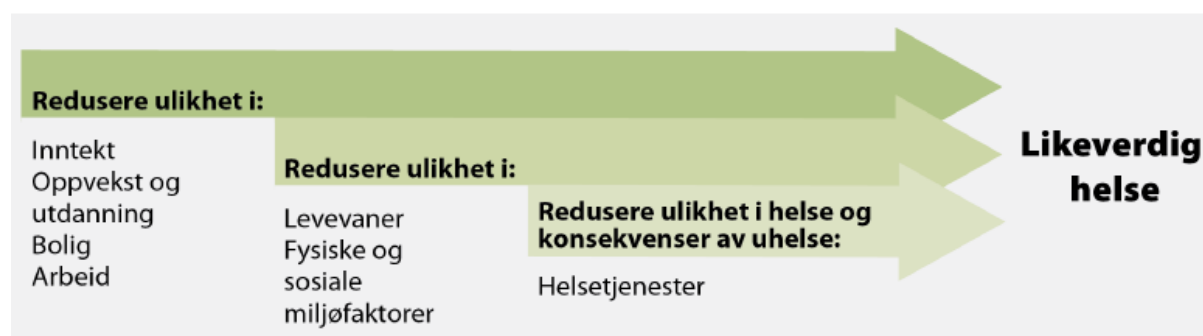 Redusere ulikhet i:
Inntekt
Oppvekst og
utdanning
Bolig
Arbeid
Redusere ulikhet i:
Levevaner
Fysiske og
sosiale
miljøfaktorer
Redusere ulikhet i helse og
konsekvenser av uhelse:
Helsetjenester
Likeverdig
helse